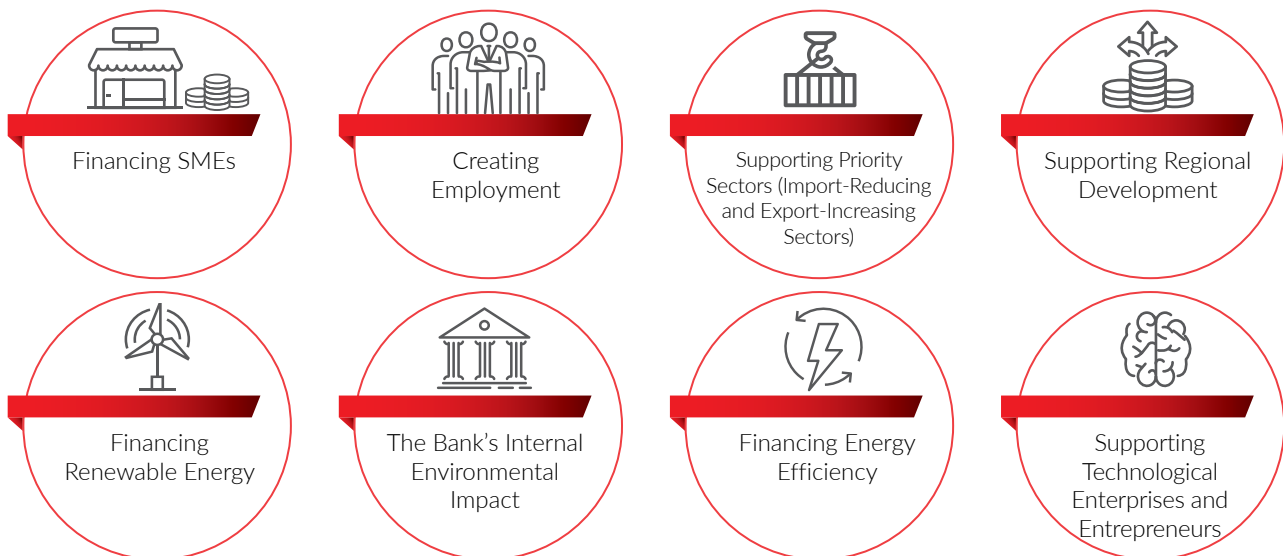 Financing SMEs
Creating
Employment
Supporting Priority
Sectors (Import-Reducing
and Export-Increasing
Sectors)
Supporting Regional
Development
Financing
Renewable Energy
The Bank’s Internal
Environmental
Impact
Financing Energy
Efficiency
Supporting
Technological
Enterprises and
Entrepreneurs